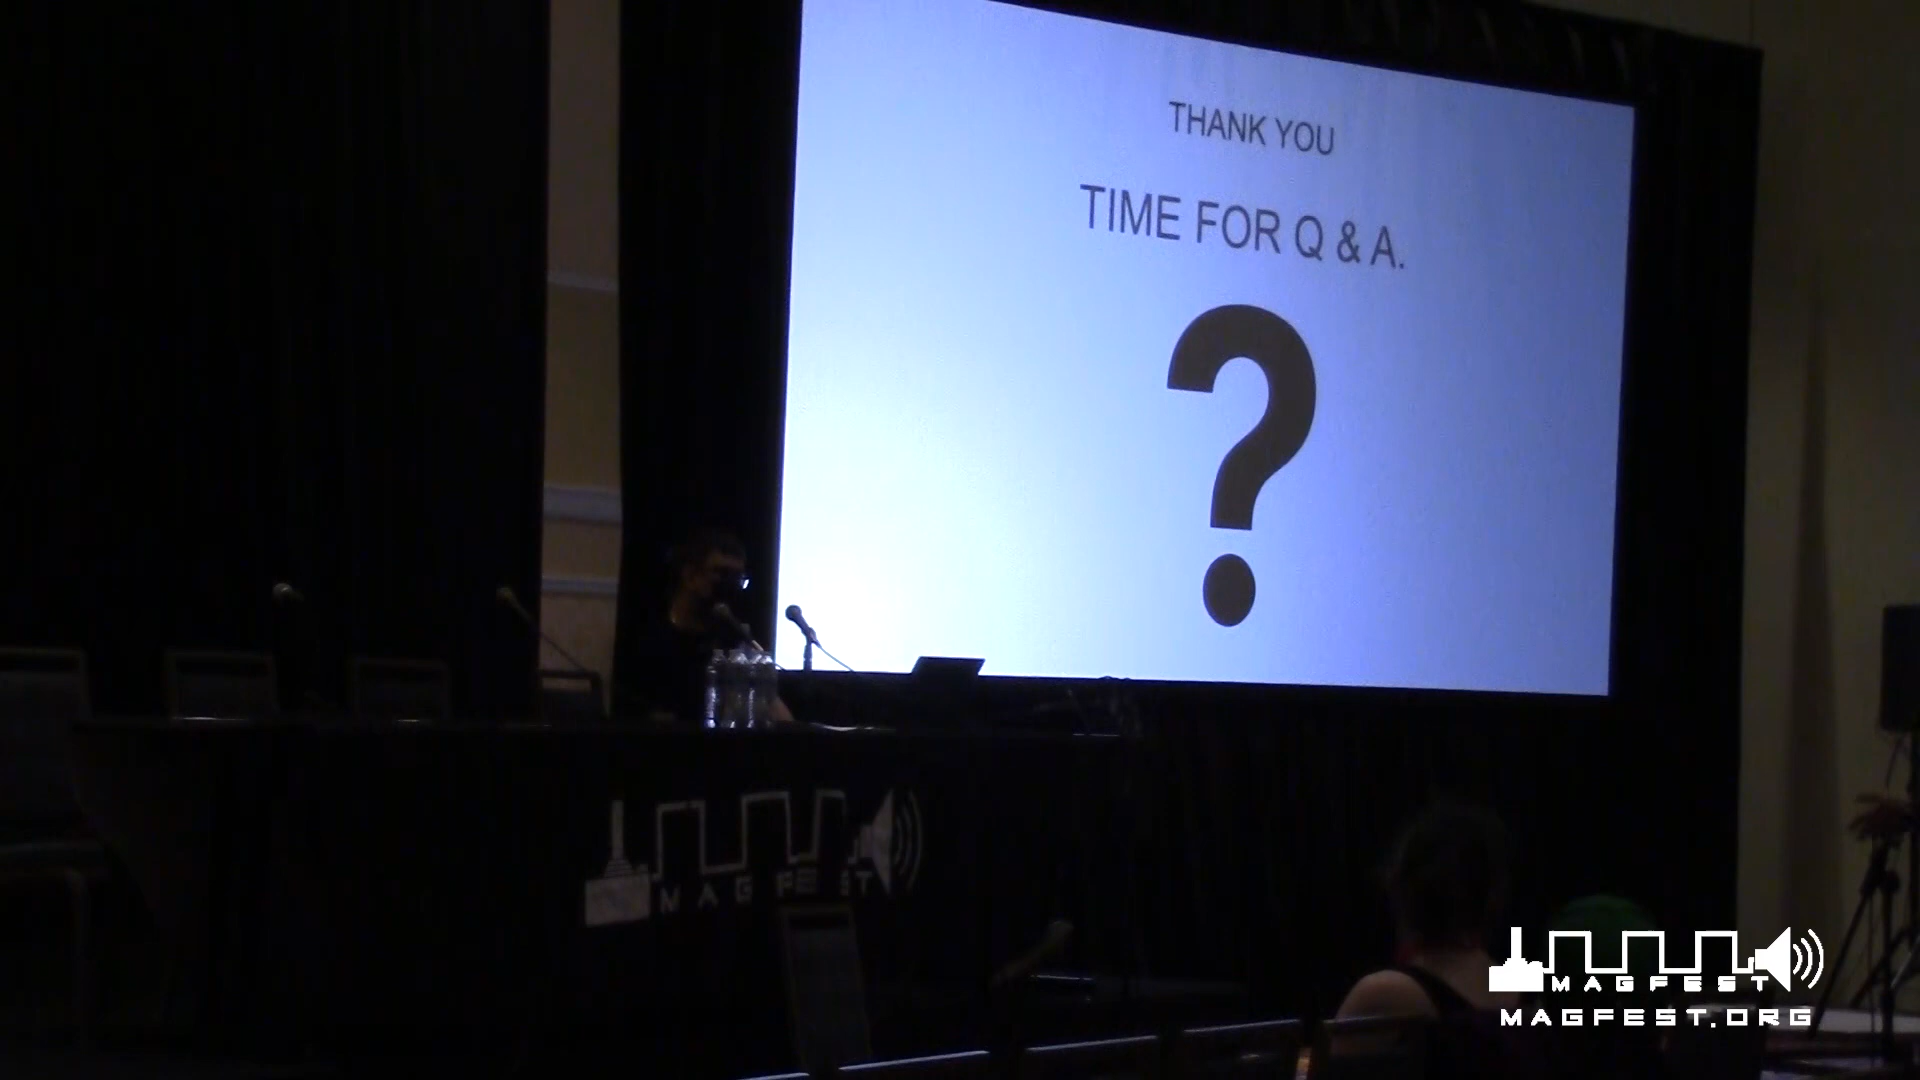 THANK YOU
TIME FOR Q & A.
?
MAGFEST
MAGFEST
MAGFEST.ORG